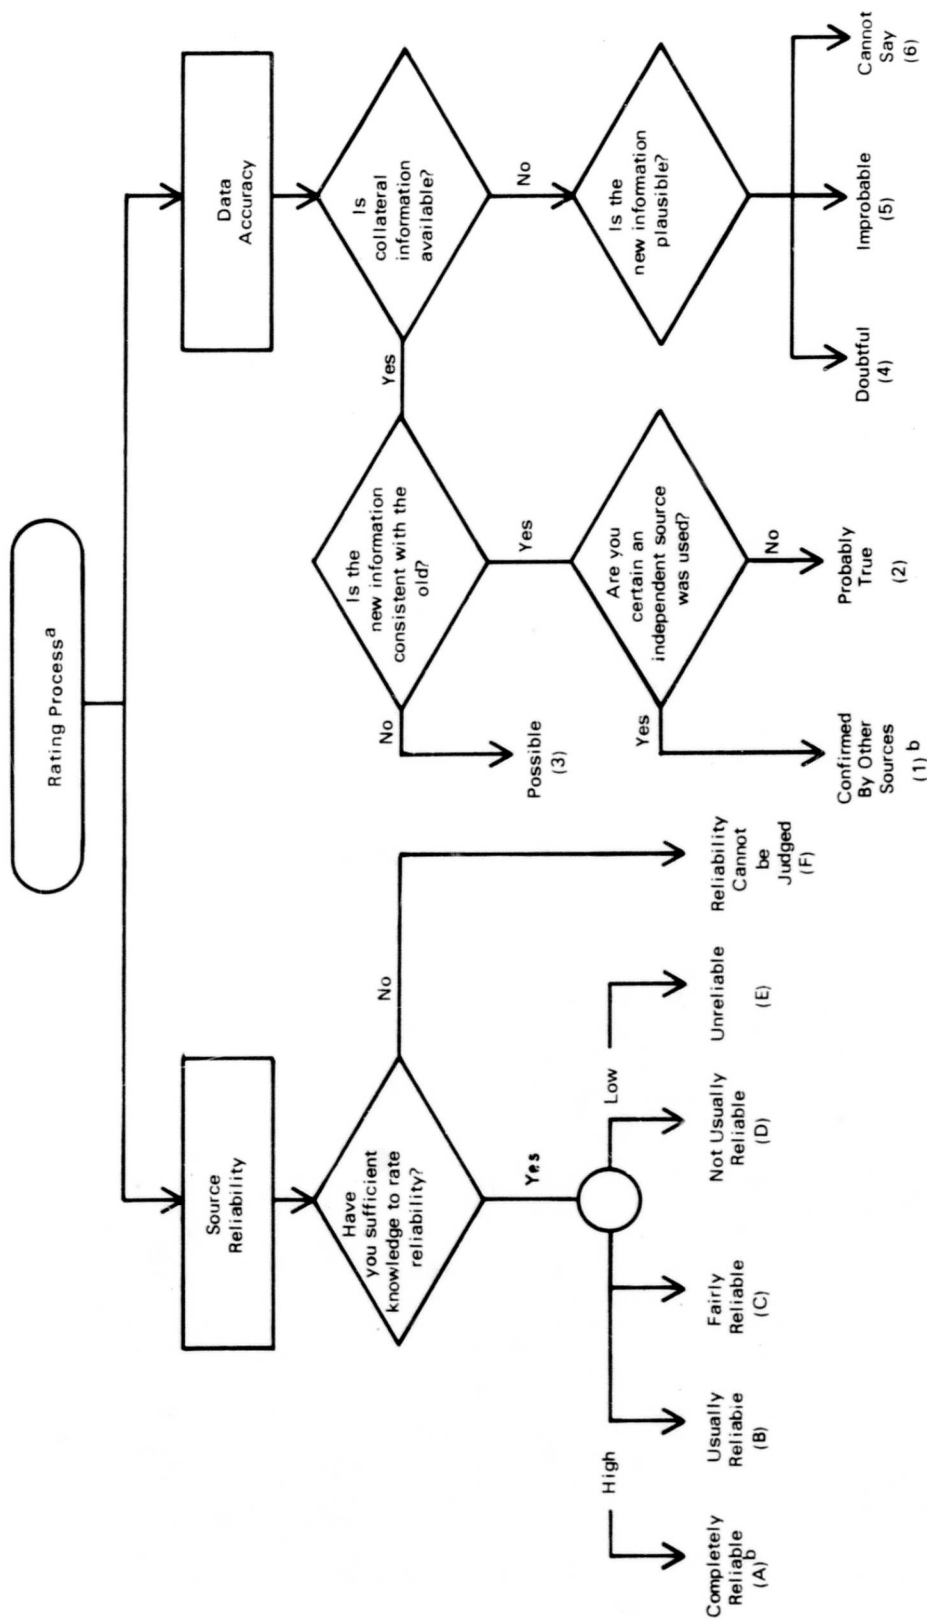 Rating Processᵃ
Source
Reliability
Have
you sufficient
knowledge to rate
reliability?
No
Yes
High
Low
Completely
Reliable
(A)ᵇ
Usually
Reliable
(B)
Fairly
Reliable
(C)
Not Usually
Reliable
(D)
Unreliable
(E)
Reliability
Cannot
be
Judged
(F)
Data
Accuracy
Is
collateral
information
available?
Yes
No
Is the
new information
consistent with the
old?
No
Yes
Possible
(3)
Are you
certain an
independent source
was used?
Yes
No
Confirmed
By Other
Sources
(1)ᵇ
Probably
True
(2)
Is the
new information
plausible?
Doubtful
(4)
Improbable
(5)
Cannot
Say
(6)